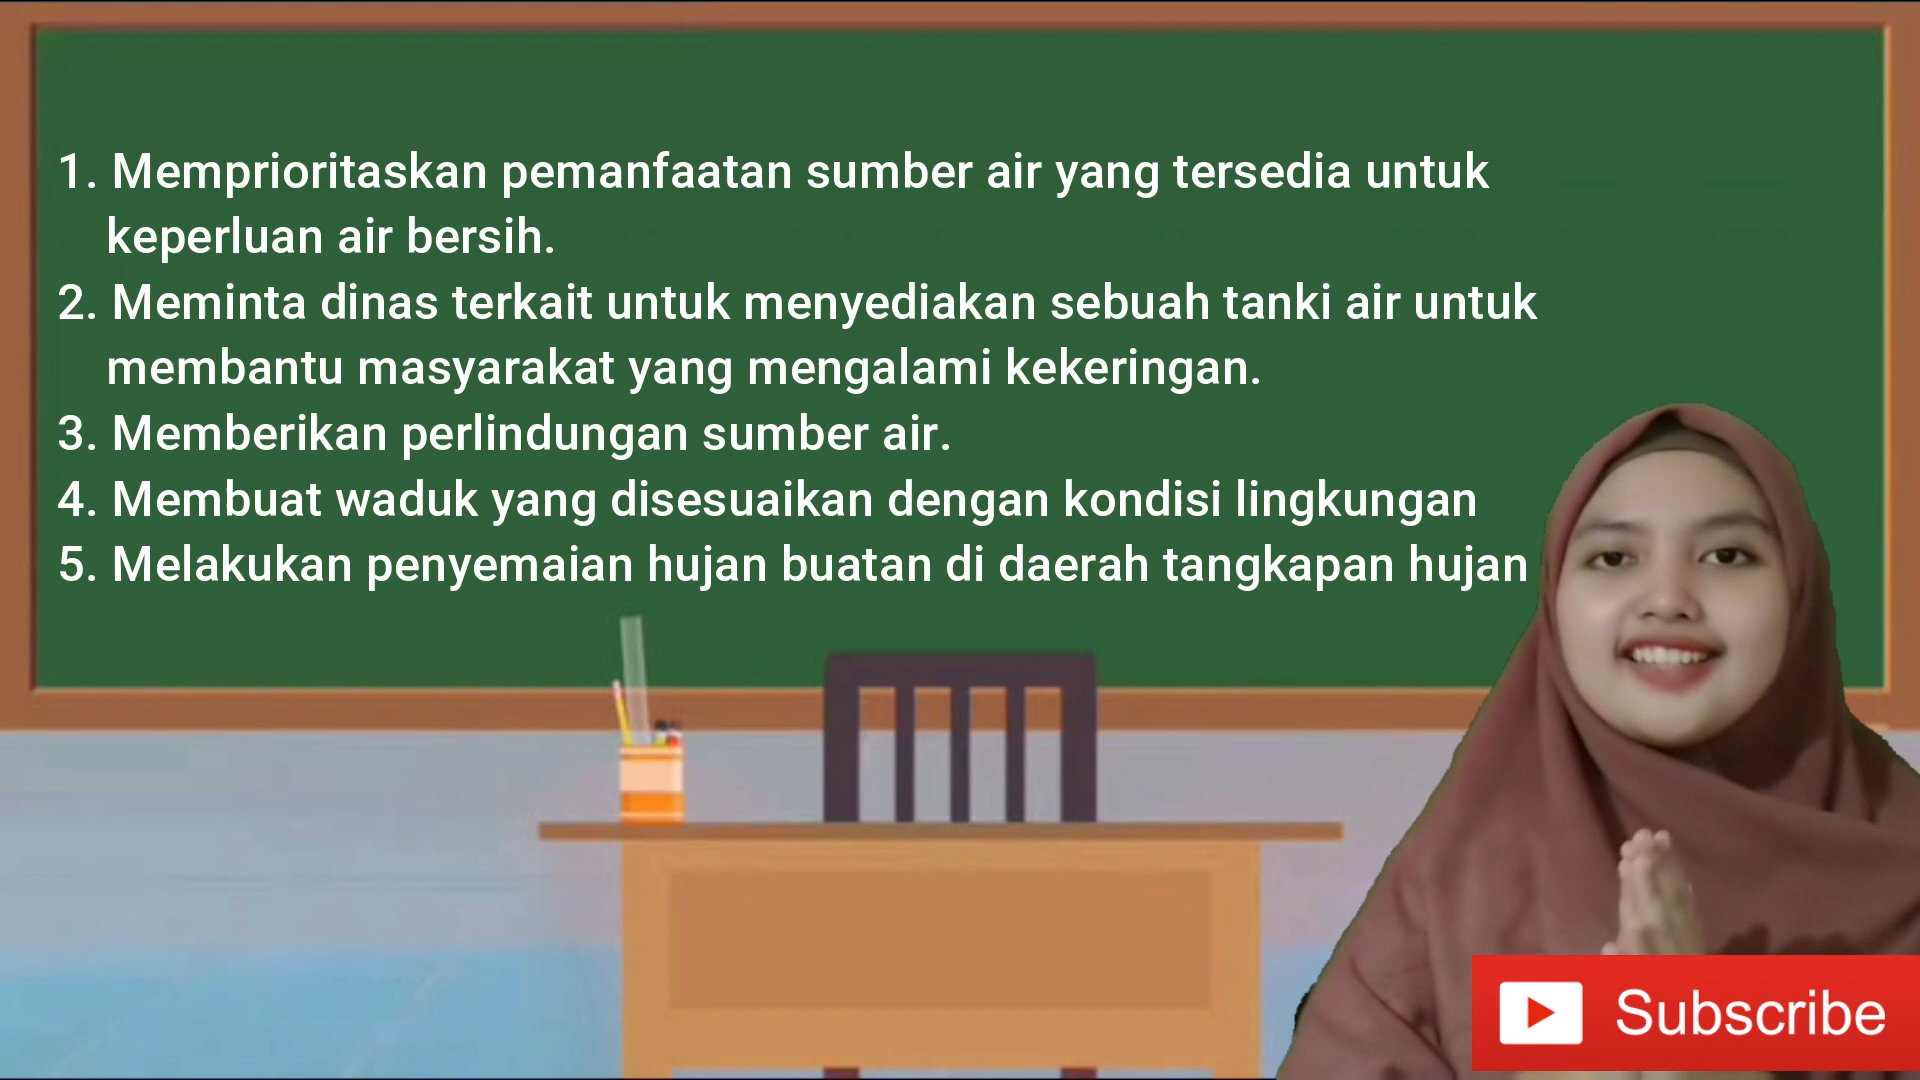 1. Memprioritaskan pemanfaatan sumber air yang tersedia untuk
keperluan air bersih.
2. Meminta dinas terkait untuk menyediakan sebuah tanki air untuk
membantu masyarakat yang mengalami kekeringan.
3. Memberikan perlindungan sumber air.
4. Membuat waduk yang disesuaikan dengan kondisi lingkungan
5. Melakukan penyemaian hujan buatan di daerah tangkapan hujan
Subscribe